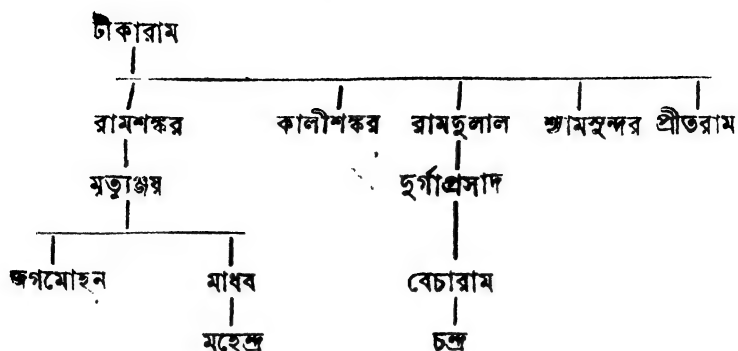 টীকারাম
রামশঙ্কর কালীশঙ্কর রামদুলাল শ্যামসুন্দর প্রীতরাম
মৃত্যুঞ্জয় দুর্গাপ্রসাদ
জগমোহন মাধব বেচারাম
মহেন্দ্র চন্দ্র